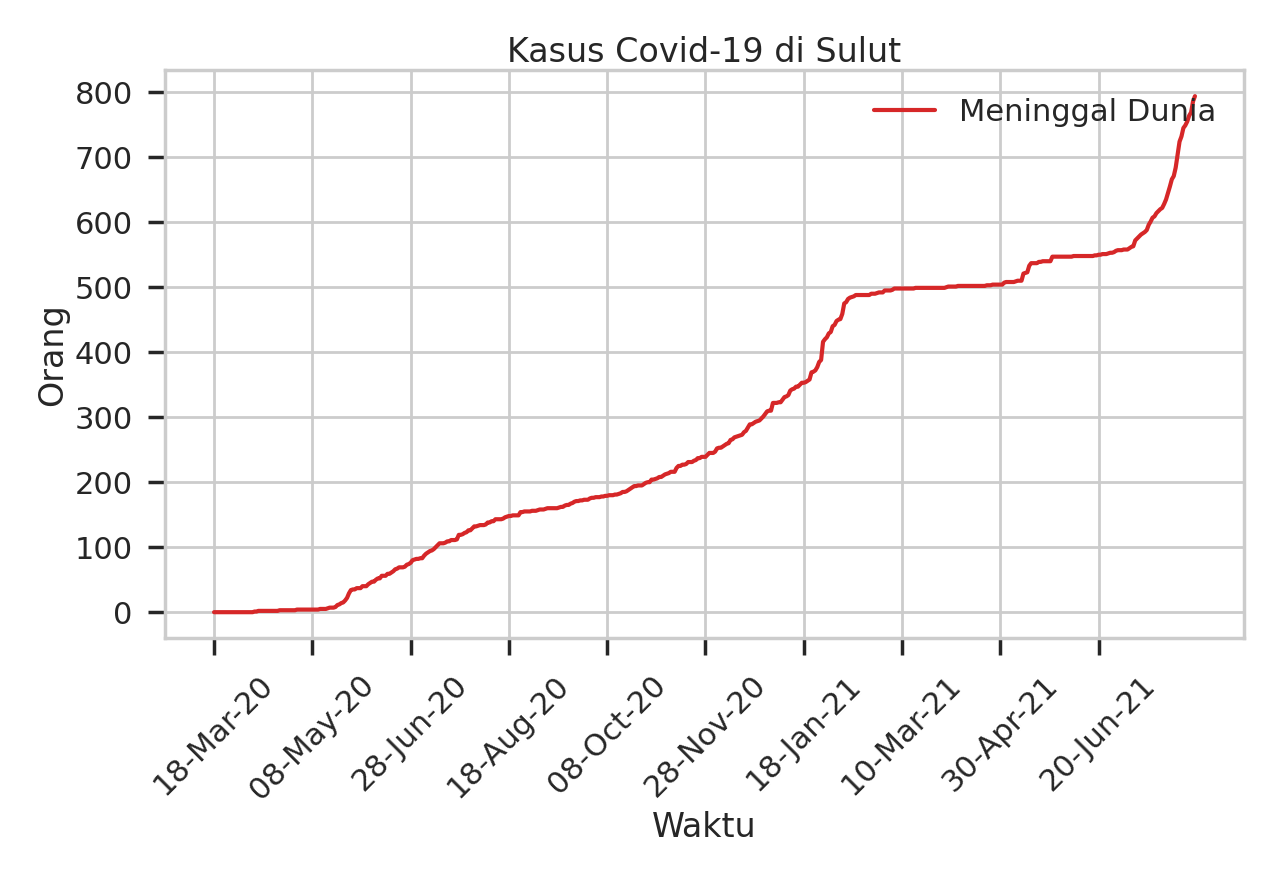 Kasus Covid-19 di Sulut
Meninggal Dunia
800
700
600
500
400
300
200
100
0
Orang
18-Mar-20
08-May-20
28-Jun-20
18-Aug-20
08-Oct-20
28-Nov-20
18-Jan-21
10-Mar-21
30-Apr-21
20-Jun-21
Waktu